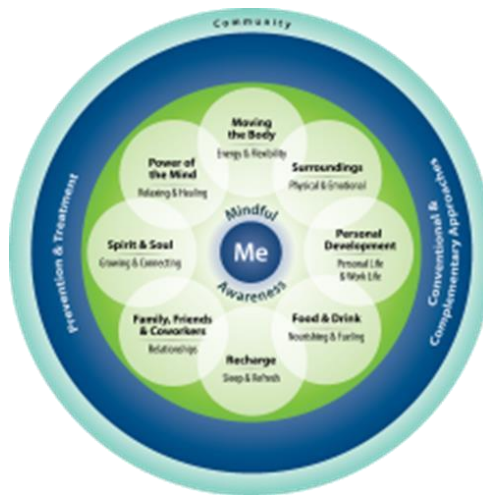 Community
Prevention & Treatment
Conventional &
Complementary Approaches
Moving
the Body
Energy & Flexibility
Surroundings
Physical & Emotional
Personal
Development
Personal Life
& Work Life
Food & Drink
Nourishing & Fueling
Recharge
Sleep & Refresh
Family, Friends
& Coworkers
Relationships
Spirit & Soul
Growing & Connecting
Power of
the Mind
Relaxing & Healing
Mindful
Me
Awareness